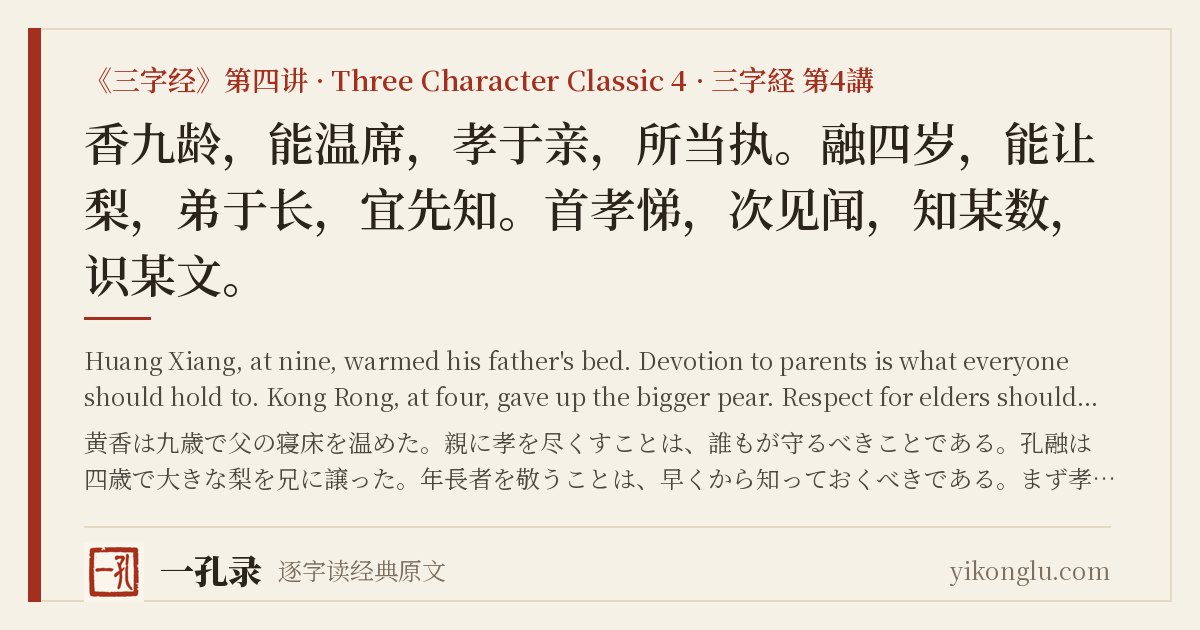 《三字经》第四讲 · Three Character Classic 4 · 三字経 第4講
香九龄，能温席，孝于亲，所当执。融四岁，能让
梨，弟于长，宜先知。首孝悌，次见闻，知某数，
识某文。
Huang Xiang, at nine, warmed his father's bed. Devotion to parents is what everyone
should hold to. Kong Rong, at four, gave up the bigger pear. Respect for elders should…
黄香は九歳で父の寝床を温めた。親に孝を尽くすことは、誰もが守るべきことである。孔融は
四歳で大きな梨を兄に譲った。年長者を敬うことは、早くから知っておくべきである。まず孝…
一孔
一孔录 逐字读经典原文
yikonglu.com